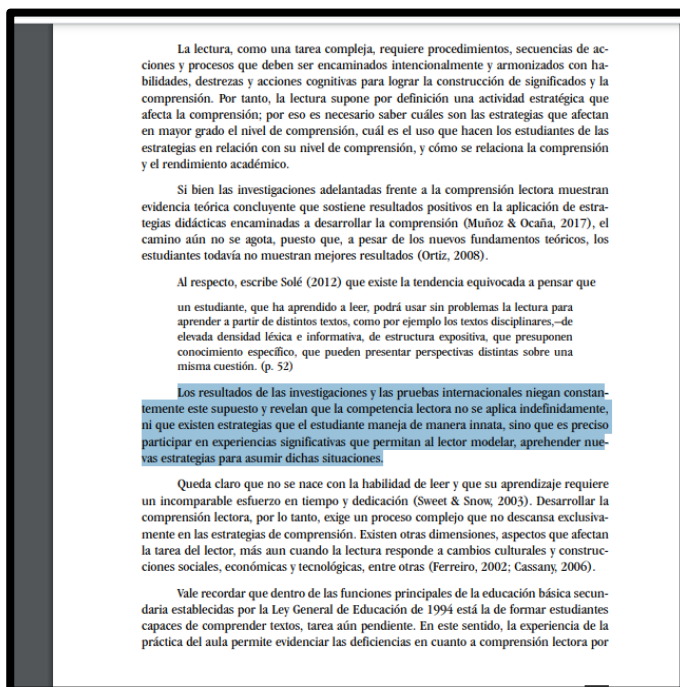 La lectura, como una tarea compleja, requiere procedimientos, secuencias de ac-
ciones y procesos que deben ser encaminados intencionalmente y armonizados con ha-
bilidades, destrezas y acciones cognitivas para lograr la construcción de significados y la
comprensión. Por tanto, la lectura supone por definición una actividad estratégica que
afecta la comprensión; por eso es necesario saber cuáles son las estrategias que afectan
en mayor grado el nivel de comprensión, cuál es el uso que hacen los estudiantes de las
estrategias en relación con su nivel de comprensión, y cómo se relaciona la comprensión
y el rendimiento académico.
Si bien las investigaciones adelantadas frente a la comprensión lectora muestran
evidencia teórica concluyente que sostiene resultados positivos en la aplicación de estra-
tegias didácticas encaminadas a desarrollar la comprensión (Muñoz & Ocaña, 2017), el
camino aún no se agota, puesto que, a pesar de los nuevos fundamentos teóricos, los
estudiantes todavía no muestran mejores resultados (Ortiz, 2008).
Al respecto, escribe Solé (2012) que existe la tendencia equivocada a pensar que
un estudiante, que ha aprendido a leer, podrá usar sin problemas la lectura para
aprender a partir de distintos textos, como por ejemplo los textos disciplinares,–de
elevada densidad léxica e informativa, de estructura expositiva, que presuponen
conocimiento específico, que pueden presentar perspectivas distintas sobre una
misma cuestión. (p. 52)
Los resultados de las investigaciones y las pruebas internacionales niegan constan-
temente este supuesto y revelan que la competencia lectora no se aplica indefinidamente,
ni que existen estrategias que el estudiante maneja de manera innata, sino que es preciso
participar en experiencias significativas que permitan al lector modelar, aprehender nue-
vas estrategias para asumir dichas situaciones.
Queda claro que no se nace con la habilidad de leer y que su aprendizaje requiere
un incomparable esfuerzo en tiempo y dedicación (Sweet & Snow, 2003). Desarrollar la
comprensión lectora, por lo tanto, exige un proceso complejo que no descansa exclusiva-
mente en las estrategias de comprensión. Existen otras dimensiones, aspectos que afectan
la tarea del lector, más aun cuando la lectura responde a cambios culturales y construc-
ciones sociales, económicas y tecnológicas, entre otras (Ferreiro, 2002; Cassany, 2006).
Vale recordar que dentro de las funciones principales de la educación básica secun-
daria establecidas por la Ley General de Educación de 1994 está la de formar estudiantes
capaces de comprender textos, tarea aún pendiente. En este sentido, la experiencia de la
práctica del aula permite evidenciar las deficiencias en cuanto a comprensión lectora por